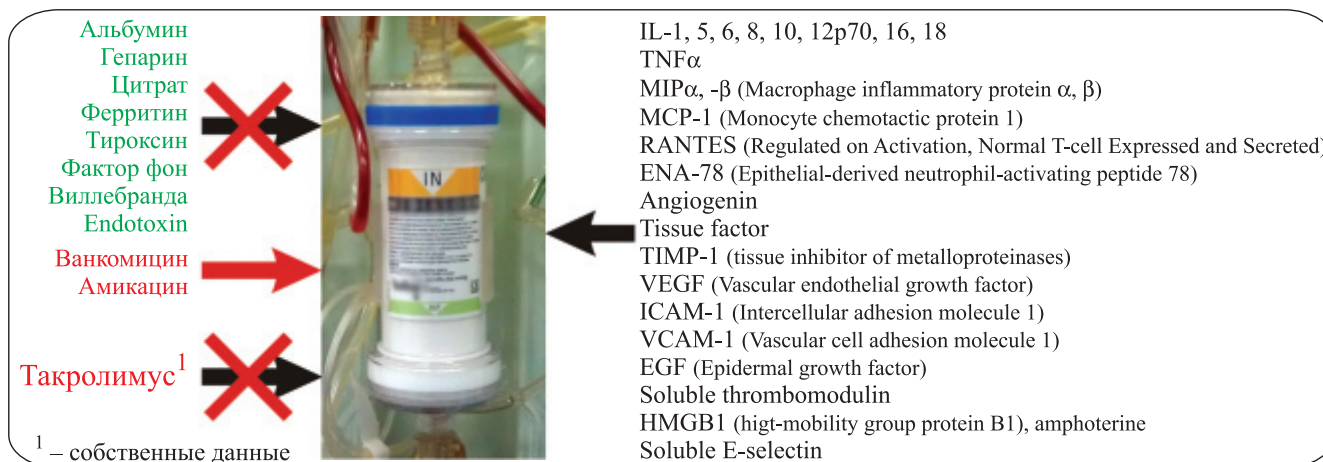 Альбумин
Гепарин
Цитрат
Ферритин
Тироксин
Фактор фон
Виллебранда
Endotoxin
Ванкомицин
Амикацин
Такролимус¹
¹ – собственные данные
IN
IL-1, 5, 6, 8, 10, 12p70, 16, 18
TNFα
MIPα, -β (Macrophage inflammatory protein α, β)
MCP-1 (Monocyte chemotactic protein 1)
RANTES (Regulated on Activation, Normal T-cell Expressed and Secreted)
ENA-78 (Epithelial-derived neutrophil-activating peptide 78)
Angiogenin
Tissue factor
TIMP-1 (tissue inhibitor of metalloproteinases)
VEGF (Vascular endothelial growth factor)
ICAM-1 (Intercellular adhesion molecule 1)
VCAM-1 (Vascular cell adhesion molecule 1)
EGF (Epidermal growth factor)
Soluble thrombomodulin
HMGB1 (higt-mobility group protein B1), amphoterine
Soluble E-selectin